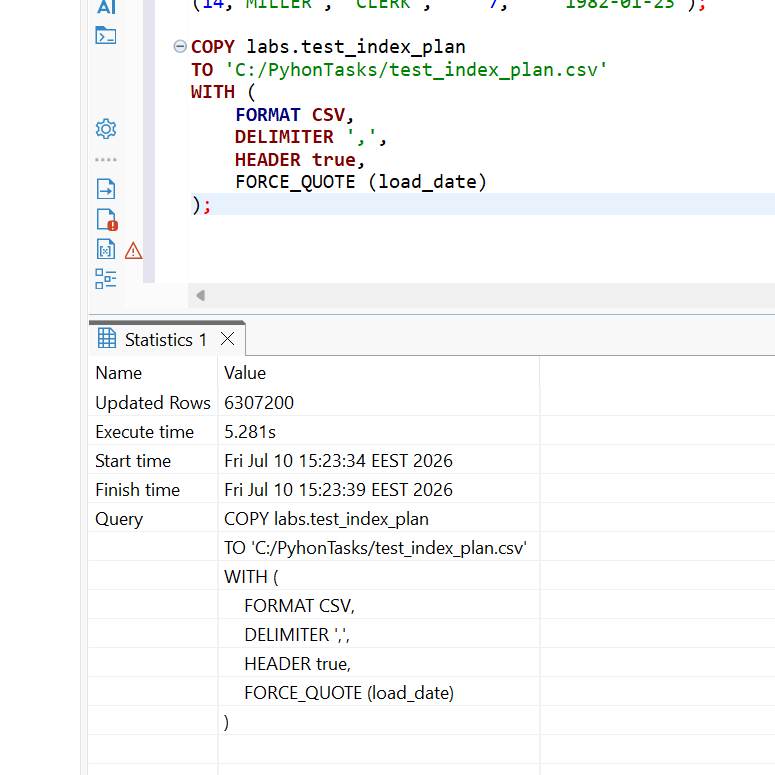 AI
(14, 'MILLER', 'CLERK', 7, '1982-01-23');
COPY labs.test_index_plan
TO 'C:/PyhonTasks/test_index_plan.csv'
WITH (
FORMAT CSV,
DELIMITER ',',
HEADER true,
FORCE_QUOTE (load_date)
);
Statistics 1
Name Value
Updated Rows 6307200
Execute time 5.281s
Start time Fri Jul 10 15:23:34 EEST 2026
Finish time Fri Jul 10 15:23:39 EEST 2026
Query COPY labs.test_index_plan
TO 'C:/PyhonTasks/test_index_plan.csv'
WITH (
FORMAT CSV,
DELIMITER ',',
HEADER true,
FORCE_QUOTE (load_date)
)